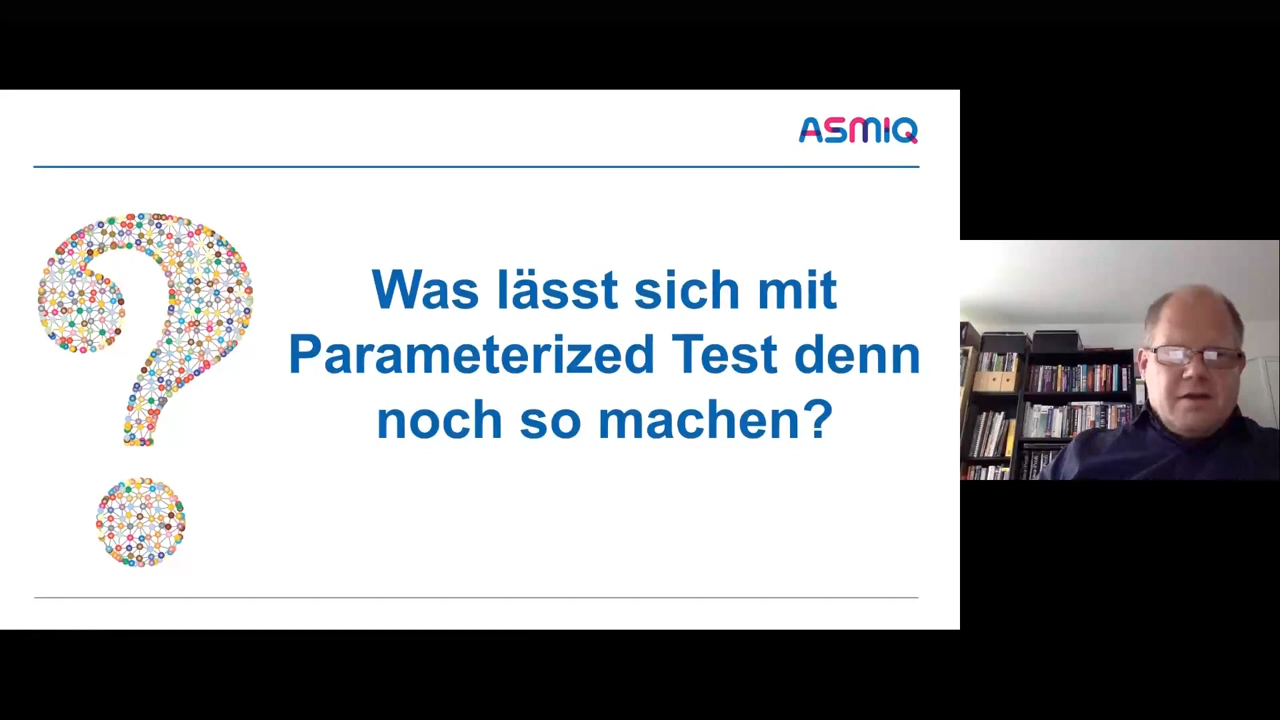 ASMIQ
Was lässt sich mit
Parameterized Test denn
noch so machen?